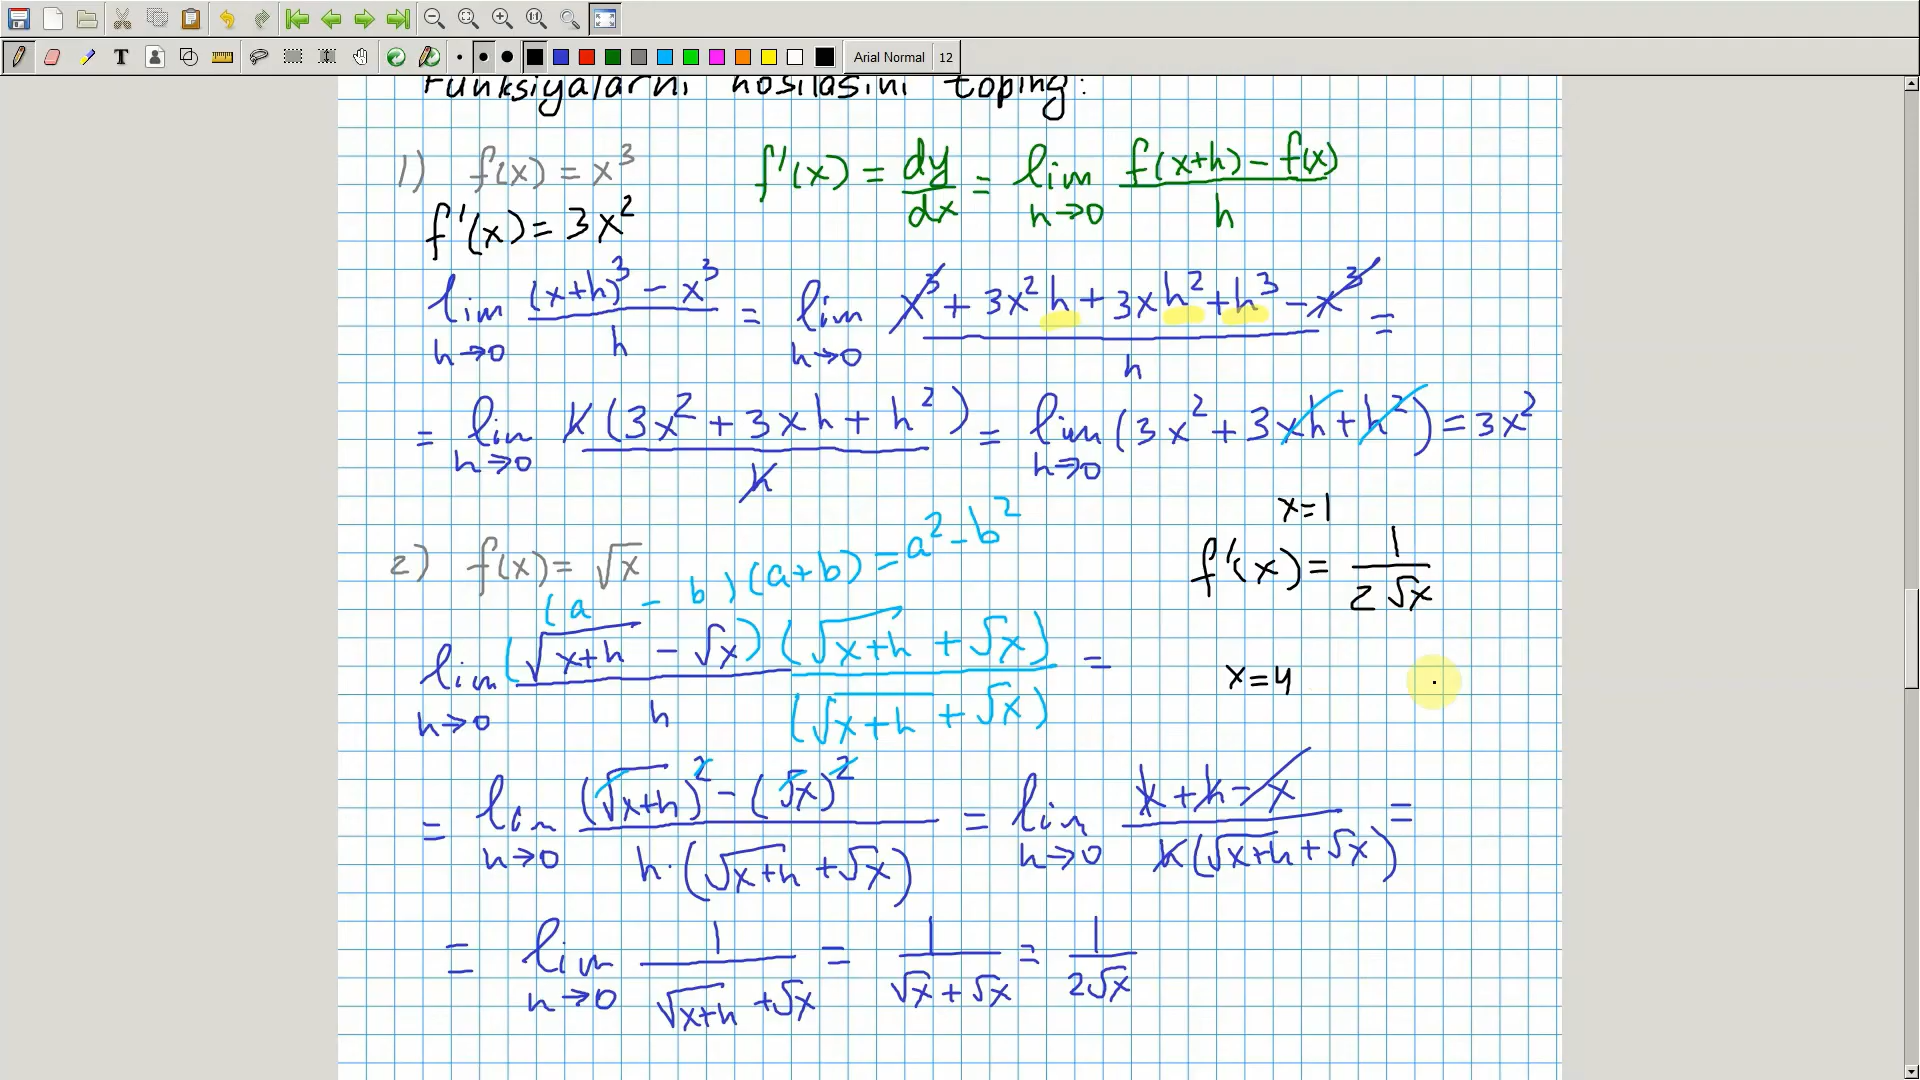 Arial Normal 12
Funksiyalarni hosilasini toping:
1) f(x) = x³
f'(x) = dy/dx = lim h→0 (f(x+h) − f(x))/h
f'(x) = 3x²
lim h→0 ((x+h)³ − x³)/h = lim h→0 (x³ + 3x²h + 3xh² + h³ − x³)/h =
= lim h→0 h(3x² + 3xh + h²)/h = lim h→0 (3x² + 3xh + h²) = 3x²
x=1
2) f(x) = √x
(a − b)(a+b) = a² − b²
f'(x) = 1/(2√x)
lim h→0 (√(x+h) − √x)/h (√(x+h) + √x)/(√(x+h) + √x) =
x=4
= lim h→0 ((√(x+h))² − (√x)²)/(h·(√(x+h) + √x)) = lim h→0 (x+h−x)/(h(√(x+h) + √x)) =
= lim h→0 1/(√(x+h) + √x) = 1/(√x + √x) = 1/(2√x)